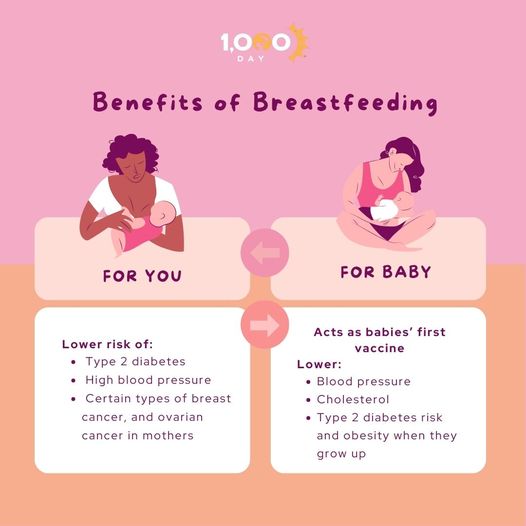 1,000
DAY
Benefits of Breastfeeding
FOR YOU
FOR BABY
Lower risk of:
• Type 2 diabetes
• High blood pressure
• Certain types of breast
cancer, and ovarian
cancer in mothers
Acts as babies’ first
vaccine
Lower:
• Blood pressure
• Cholesterol
• Type 2 diabetes risk
and obesity when they
grow up